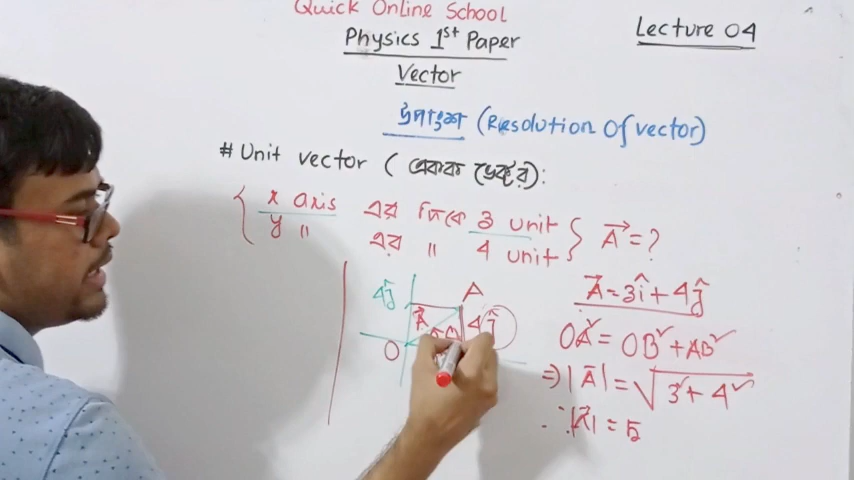 Quick Online School
Physics 1st Paper
Lecture 04
Vector
উপাংশ (Resolution Of vector)
# Unit vector ( একক ভেক্টর):
x axis এর দিকে 3 unit
y " এর " 4 unit
A⃗ = ?
4ĵ
A
A⃗ = 3î + 4ĵ
A⃗
4ĵ
O
OA² = OB² + AB²
⇒ |A⃗| = √3² + 4²
∴ |A⃗| = 5